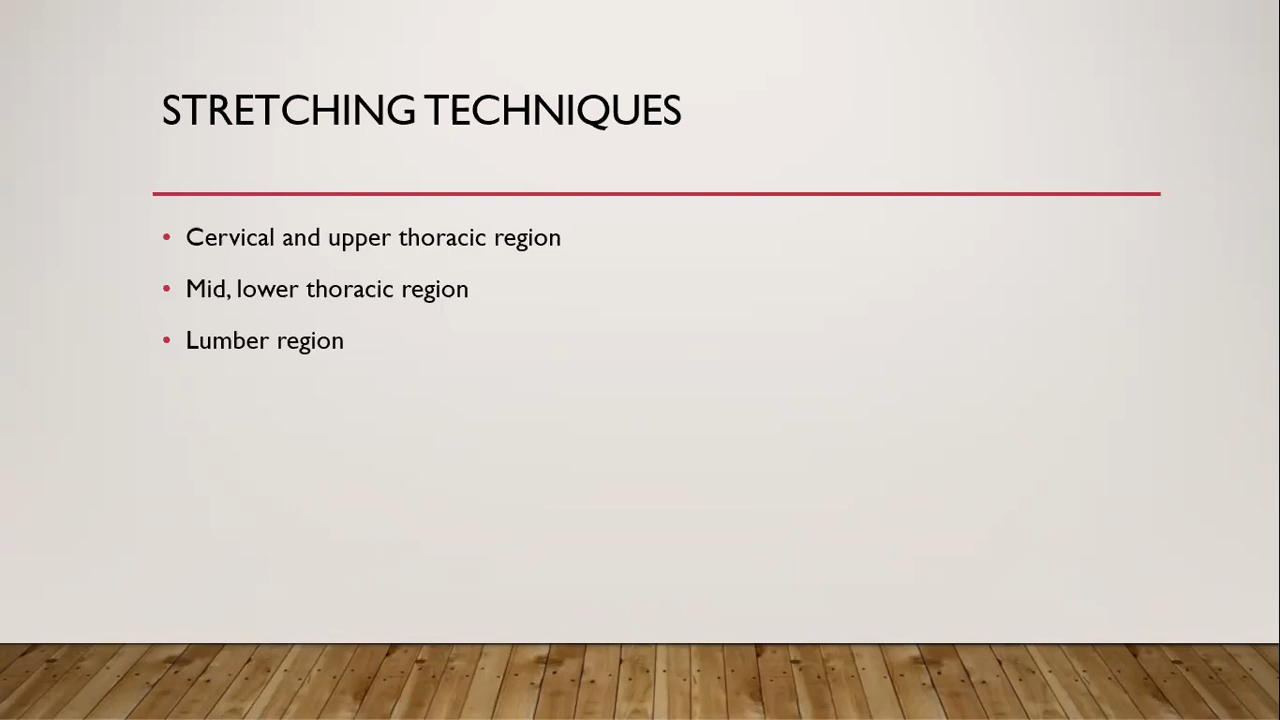 STRETCHING TECHNIQUES
• Cervical and upper thoracic region
• Mid, lower thoracic region
• Lumber region